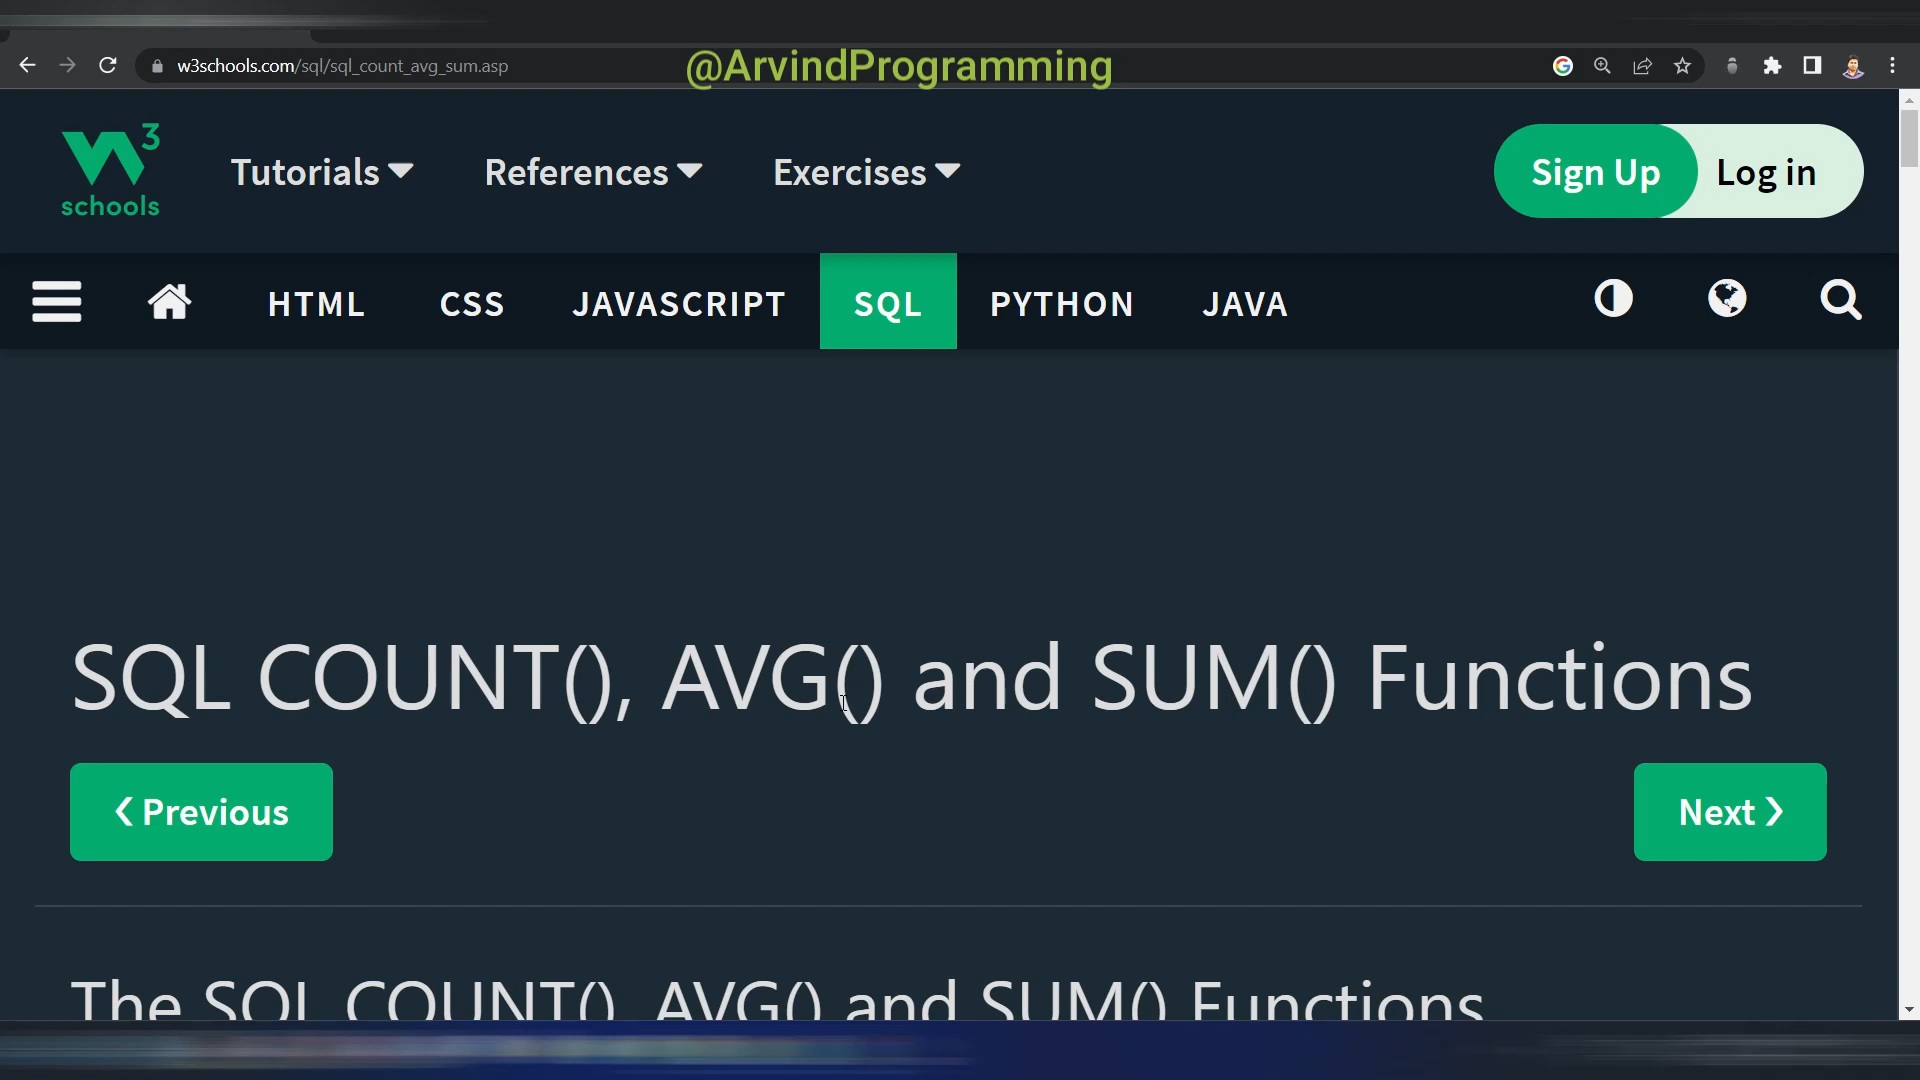 w3schools.com/sql/sql_count_avg_sum.asp
@ArvindProgramming
W3
schools
Tutorials
References
Exercises
Sign Up
Log in
HTML
CSS
JAVASCRIPT
SQL
PYTHON
JAVA
SQL COUNT(), AVG() and SUM() Functions
❮ Previous
Next ❯
The SQL COUNT(), AVG() and SUM() Functions